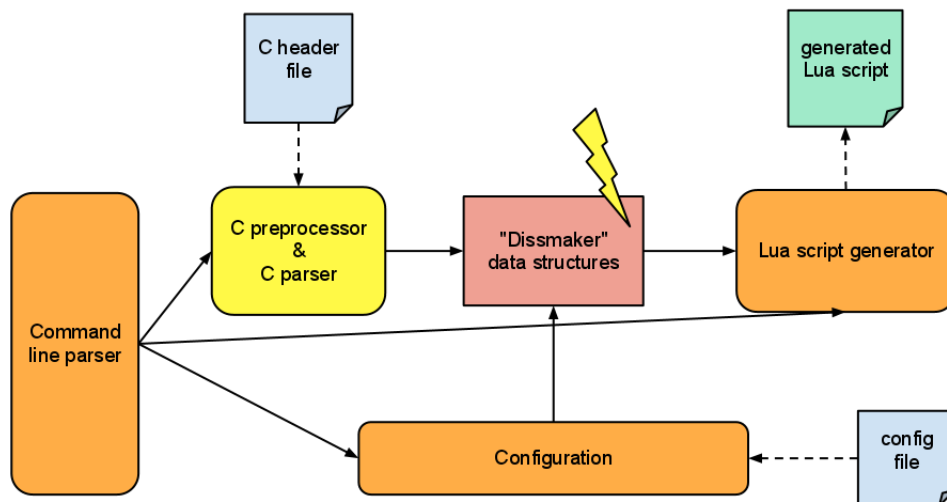 C header
file
generated
Lua script
C preprocessor
&
C parser
"Dissmaker"
data structures
Lua script generator
Command
line parser
Configuration
config
file